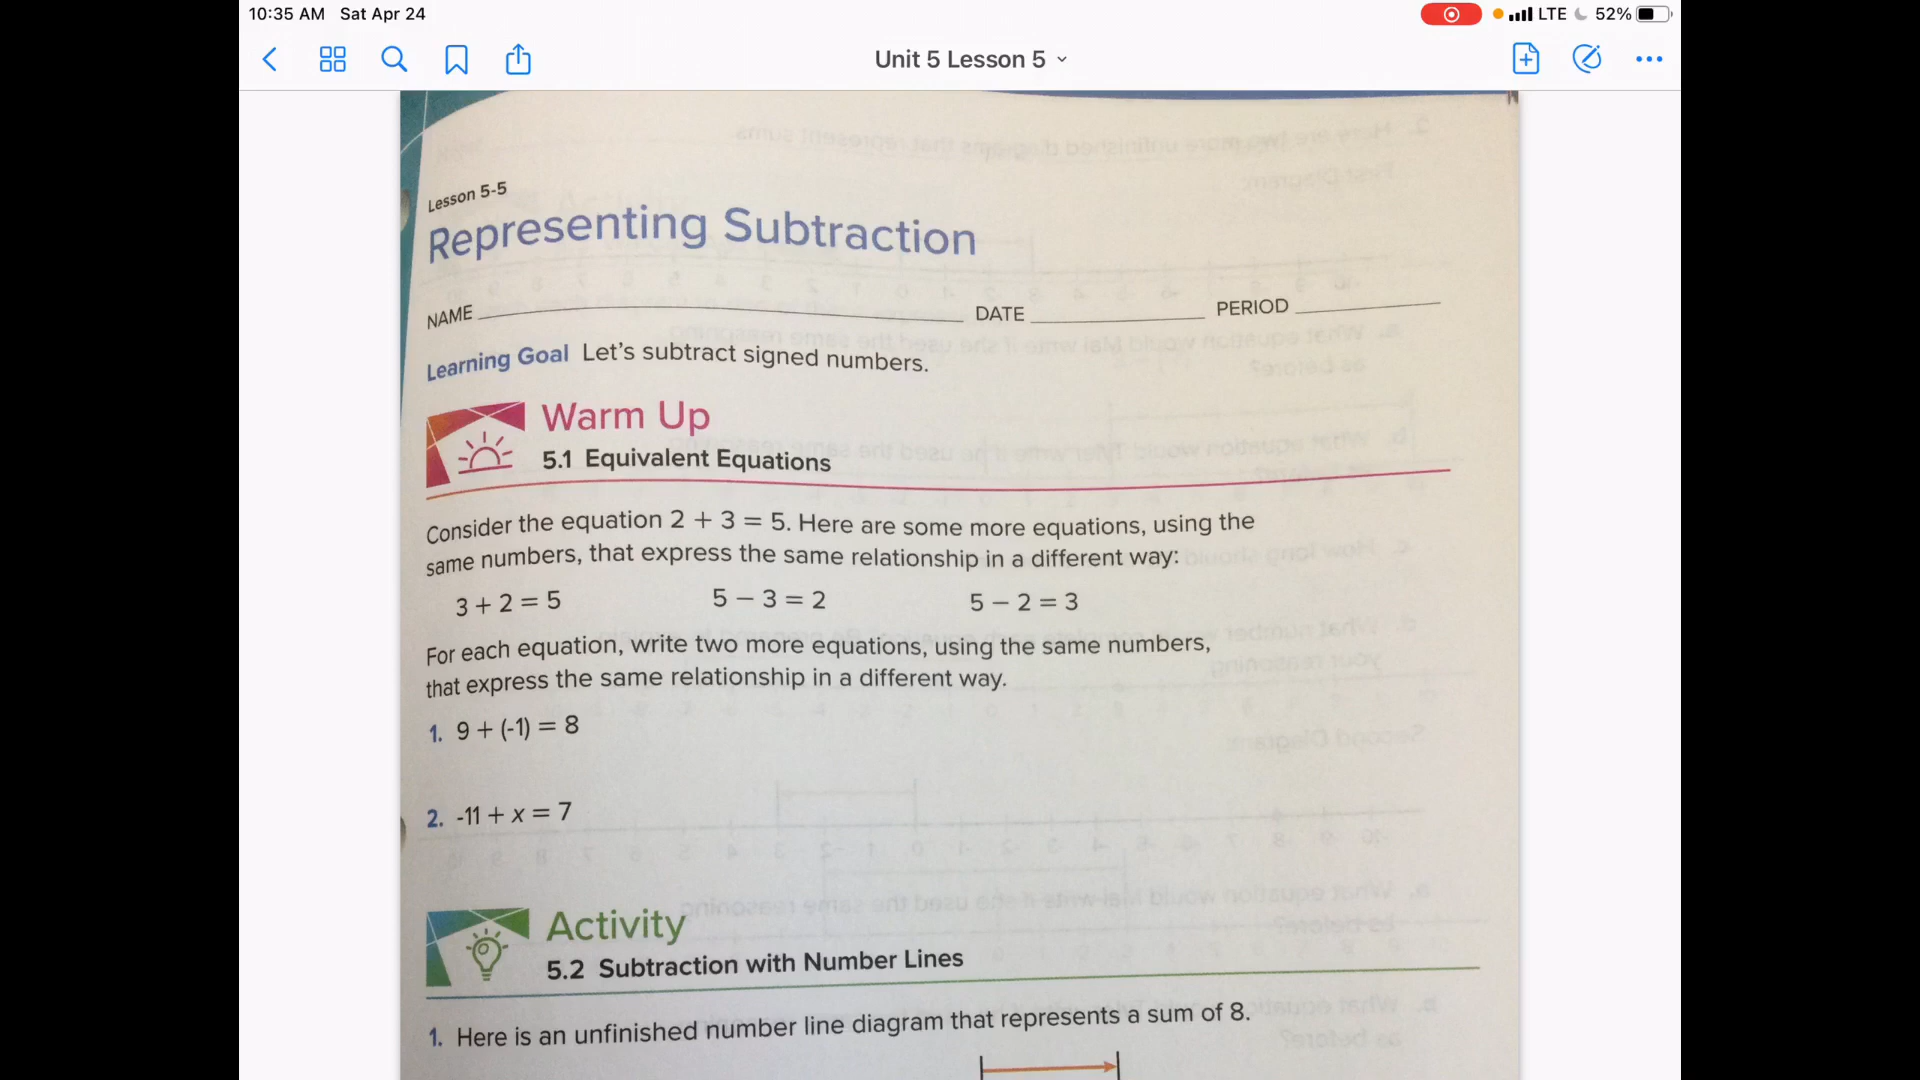 10:35 AM Sat Apr 24
LTE 52%
Unit 5 Lesson 5
Lesson 5-5
Representing Subtraction
NAME DATE PERIOD
Learning Goal Let's subtract signed numbers.
Warm Up
5.1 Equivalent Equations
Consider the equation 2 + 3 = 5. Here are some more equations, using the
same numbers, that express the same relationship in a different way:
3 + 2 = 5 5 − 3 = 2 5 − 2 = 3
For each equation, write two more equations, using the same numbers,
that express the same relationship in a different way.
1. 9 + (-1) = 8
2. -11 + x = 7
Activity
5.2 Subtraction with Number Lines
1. Here is an unfinished number line diagram that represents a sum of 8.